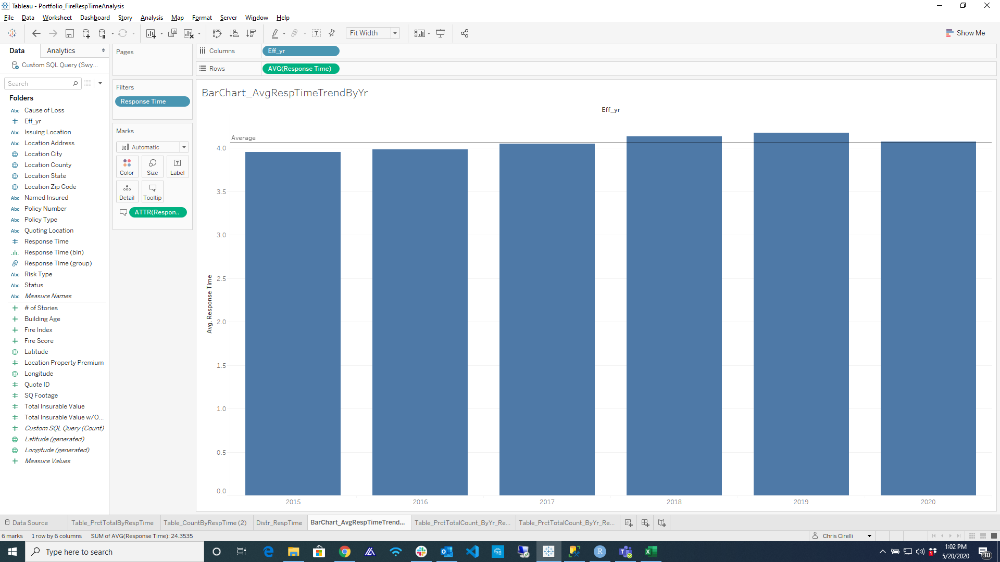 Tableau - Portfolio_FireRespTimeAnalysis
File Data Worksheet Dashboard Story Analysis Map Format Server Window Help
Fit Width
Show Me
Data Analytics
Custom SQL Query (Swy...
Search
Folders
Abc Cause of Loss
# Eff_yr
Abc Issuing Location
Abc Location Address
Abc Location City
Location County
Location State
Location Zip Code
Abc Named Insured
Abc Policy Number
Abc Policy Type
Abc Quoting Location
# Response Time
Response Time (bin)
Response Time (group)
Abc Risk Type
Abc Status
Abc Measure Names
# # of Stories
# Building Age
# Fire Index
# Fire Score
Latitude
# Location Property Premium
Longitude
# Quote ID
# SQ Footage
# Total Insurable Value
# Total Insurable Value w/O...
# Custom SQL Query (Count)
Latitude (generated)
Longitude (generated)
# Measure Values
Pages
Filters
Response Time
Marks
Automatic
Color Size Label
Detail Tooltip
ATTR(Respon..
Columns Eff_yr
Rows AVG(Response Time)
BarChart_AvgRespTimeTrendByYr
Eff_yr
Average
4.0
3.5
3.0
2.5
2.0
1.5
1.0
0.5
0.0
Avg. Response Time
2015 2016 2017 2018 2019 2020
Data Source Table_PrctTotalByRespTime Table_CountByRespTime (2) Distr_RespTime BarChart_AvgRespTimeTrend... Table_PrctTotalCount_ByYr_Re... Table_PrctTotalCount_ByYr_Re...
6 marks 1 row by 6 columns SUM of AVG(Response Time): 24.3535 Chris Cirelli
Type here to search
1:02 PM
5/20/2020
30